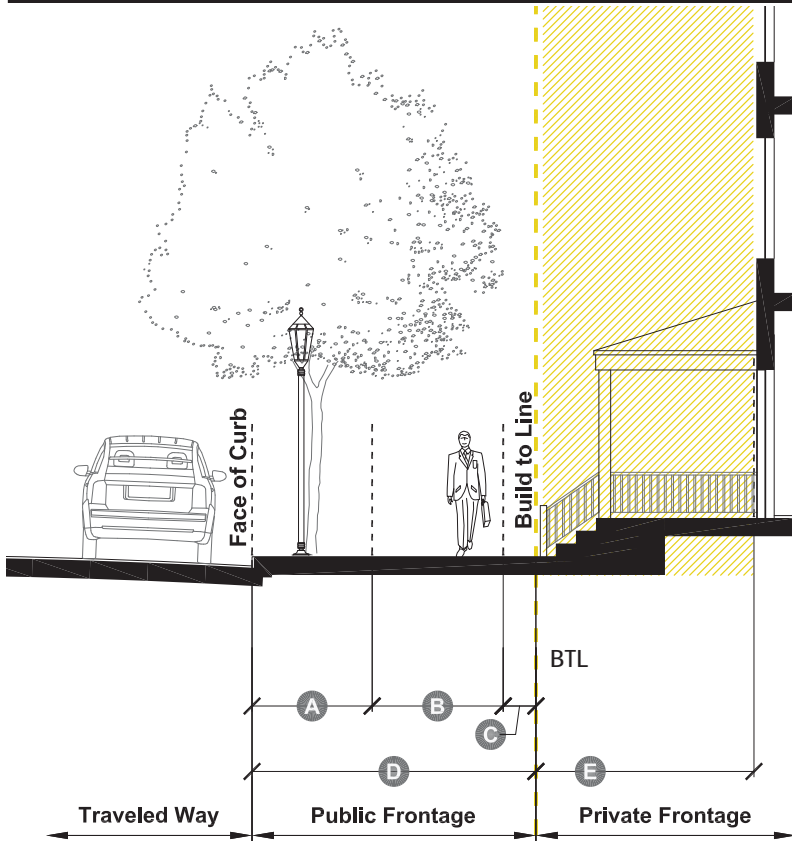 Face of Curb
Build to Line
BTL
A
B
C
D
E
Traveled Way
Public Frontage
Private Frontage